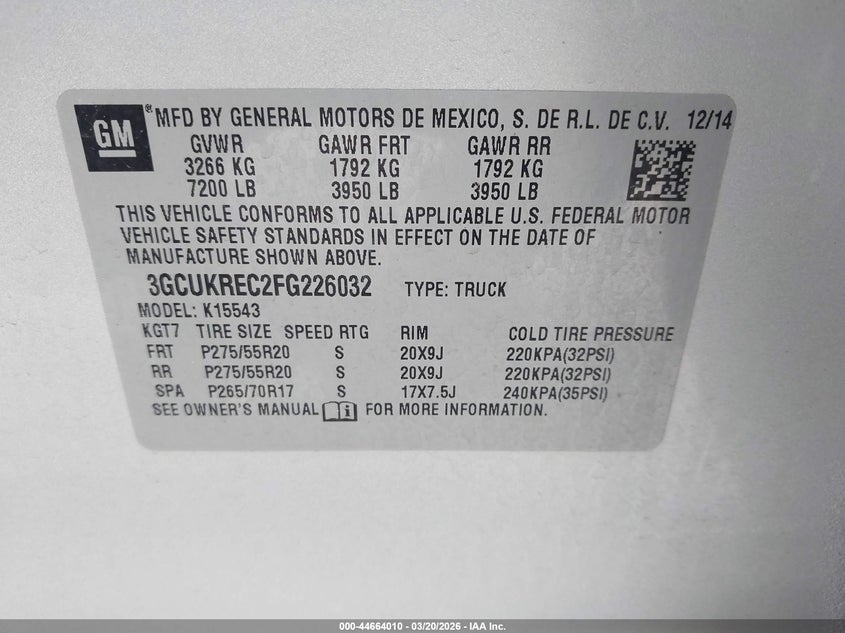 GM ® MFD BY GENERAL MOTORS DE MEXICO, S. DE R.L. DE C.V. 12/14
GVWR GAWR FRT GAWR RR
3266 KG 1792 KG 1792 KG
7200 LB 3950 LB 3950 LB
THIS VEHICLE CONFORMS TO ALL APPLICABLE U.S. FEDERAL MOTOR
VEHICLE SAFETY STANDARDS IN EFFECT ON THE DATE OF
MANUFACTURE SHOWN ABOVE.
3GCUKREC2FG226032 TYPE: TRUCK
MODEL: K15543
KGT7 TIRE SIZE SPEED RTG RIM COLD TIRE PRESSURE
FRT P275/55R20 S 20X9J 220KPA(32PSI)
RR P275/55R20 S 20X9J 220KPA(32PSI)
SPA P265/70R17 S 17X7.5J 240KPA(35PSI)
SEE OWNER'S MANUAL i FOR MORE INFORMATION.
000-44664010 - 03/20/2026 - IAA Inc.